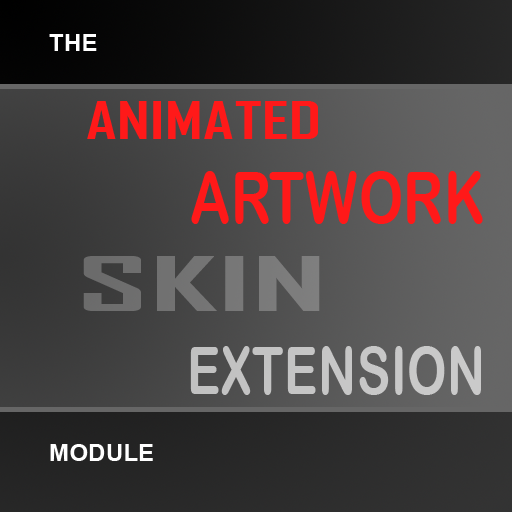 THE
ANIMATED
ARTWORK
SKIN
EXTENSION
MODULE